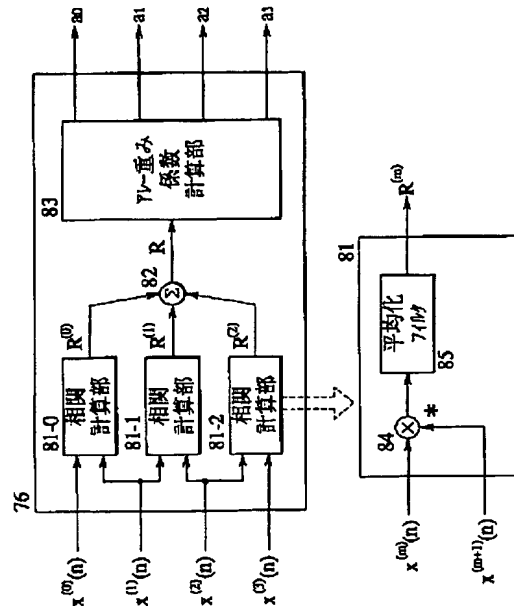 76
x(0)(n)
x(1)(n)
x(2)(n)
x(3)(n)
81-0
相関
計算部
81-1
相関
計算部
81-2
相関
計算部
R(0)
R(1)
R(2)
82
Σ
R
83
アレー重み
係数
計算部
a0
a1
a2
a3
81
x(m)(n)
x(m+1)(n)
84
×
*
平均化
フィルタ
85
R(m)